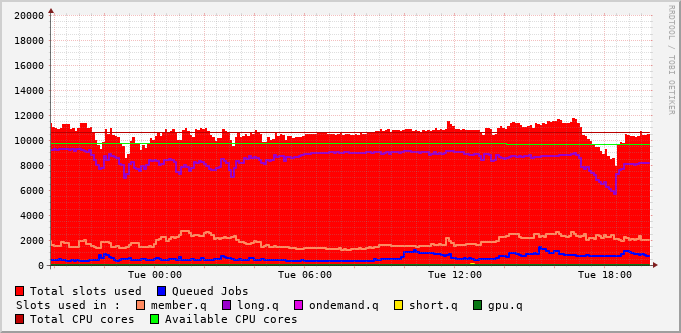 20000
18000
16000
14000
12000
10000
8000
6000
4000
2000
0
Tue 00:00 Tue 06:00 Tue 12:00 Tue 18:00
Total slots used Queued Jobs
Slots used in : member.q long.q ondemand.q short.q gpu.q
Total CPU cores Available CPU cores
RRDTOOL / TOBI OETIKER